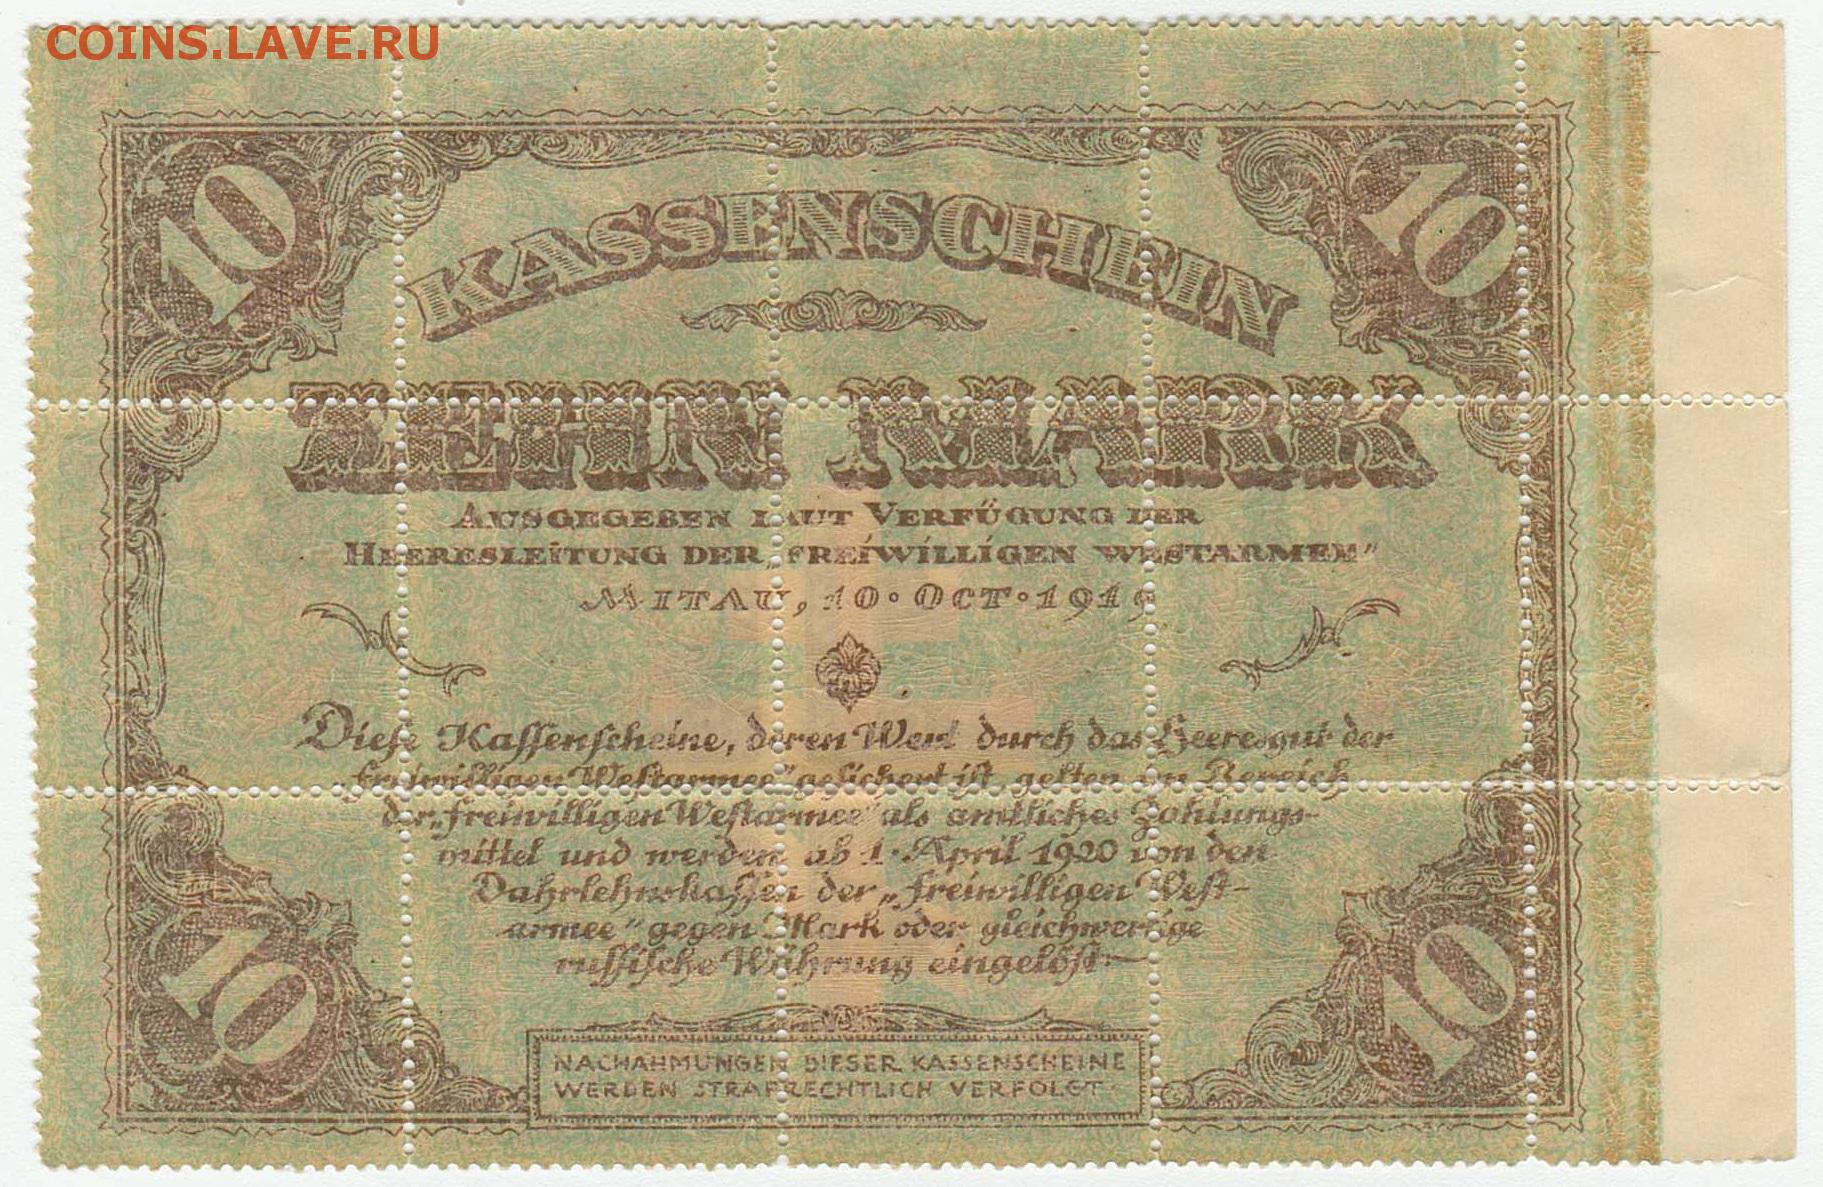 COINS.LAVE.RU
10 10
KASSENSCHEIN
ZEHN MARK
AUSGEGEBEN LAUT VERFÜGUNG DER
HEERESLEITUNG DER „FREIWILLIGEN WESTARMEE“
MITAU, 10. OCT. 1919
Diese Kassenscheine, deren Wert durch das Heeresgut der
„freiwilligen Westarmee“ gesichert ist, gelten im Bereich
der „freiwilligen Westarmee“ als amtliches Zahlungs-
mittel und werden ab 1. April 1920 von den
Dahrlehnskassen der „freiwilligen West-
armee“ gegen Mark oder gleichwertige
russische Währung eingelöst.—
10 10
NACHAHMUNGEN DIESER KASSENSCHEINE
WERDEN STRAFRECHTLICH VERFOLGT